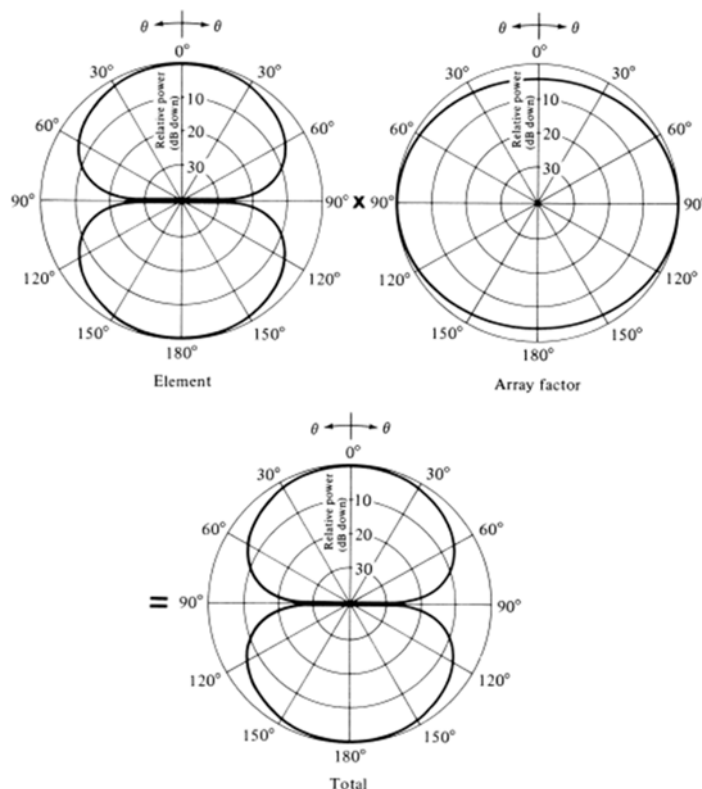 θ θ
0°
30° 30°
60° 60°
90°
120° 120°
150° 150°
180°
Relative power
(dB down)
10
20
30
Element
x
θ θ
0°
30° 30°
60°
90° 90°
120° 120°
150° 150°
180°
Relative power
(dB down)
10
20
30
Array factor
=
θ θ
0°
30° 30°
60° 60°
90° 90°
120° 120°
150° 150°
180°
Relative power
(dB down)
10
20
30
Total